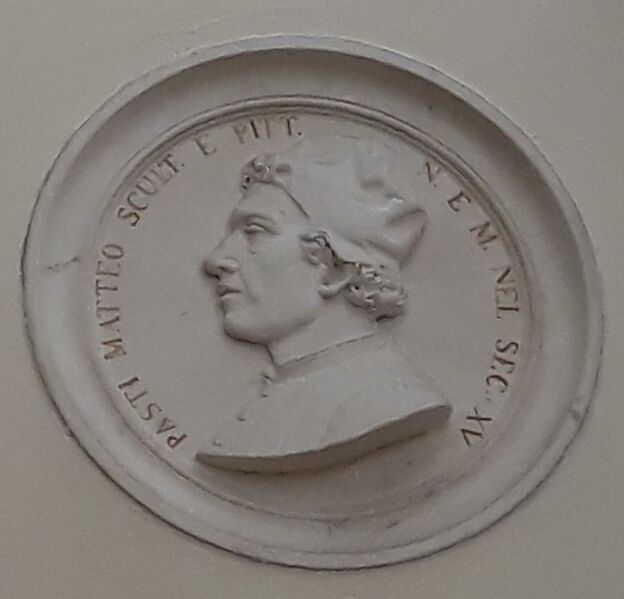 PASTI MATTEO SCULT. E PITT. N. E M. NEL SEC. XV